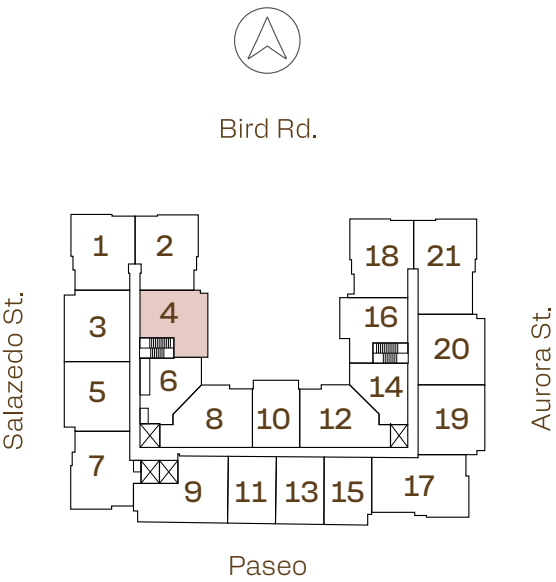 Bird Rd.
1 2 18 21
Salazedo St.
3 4 16 20
Aurora St.
5 6 14 19
8 10 12
7 9 11 13 15 17
Paseo